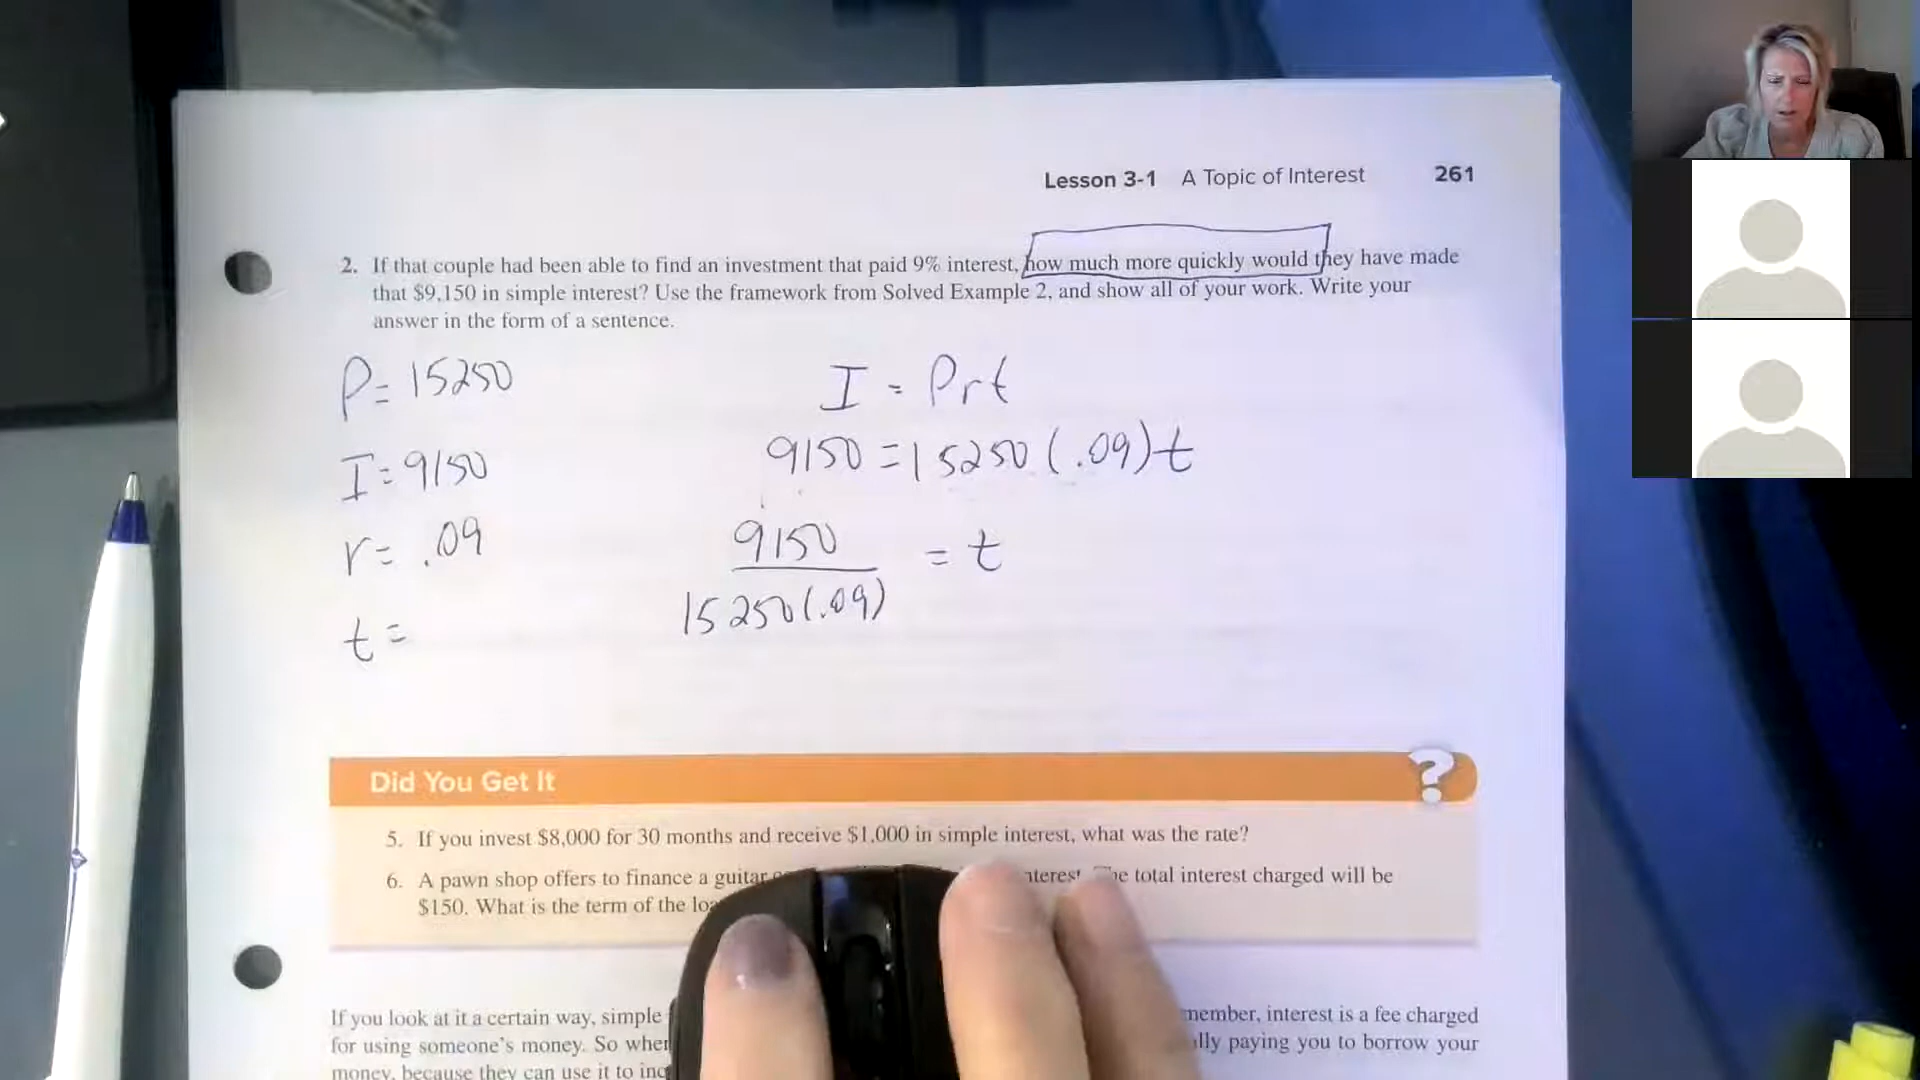 Lesson 3-1 A Topic of Interest 261
2. If that couple had been able to find an investment that paid 9% interest, how much more quickly would they have made
that $9,150 in simple interest? Use the framework from Solved Example 2, and show all of your work. Write your
answer in the form of a sentence.
P = 15250
I = Prt
I = 9150
9150 = 15250 (.09) t
r = .09
9150
= t
15250 (.09)
t =
Did You Get It ?
5. If you invest $8,000 for 30 months and receive $1,000 in simple interest, what was the rate?
6. A pawn shop offers to finance a guitar total interest charged will be
$150. What is the term of the
If you look at it a certain way, simple interest is a fee charged
for using someone's money. So paying you to borrow your
money, because they can use it to